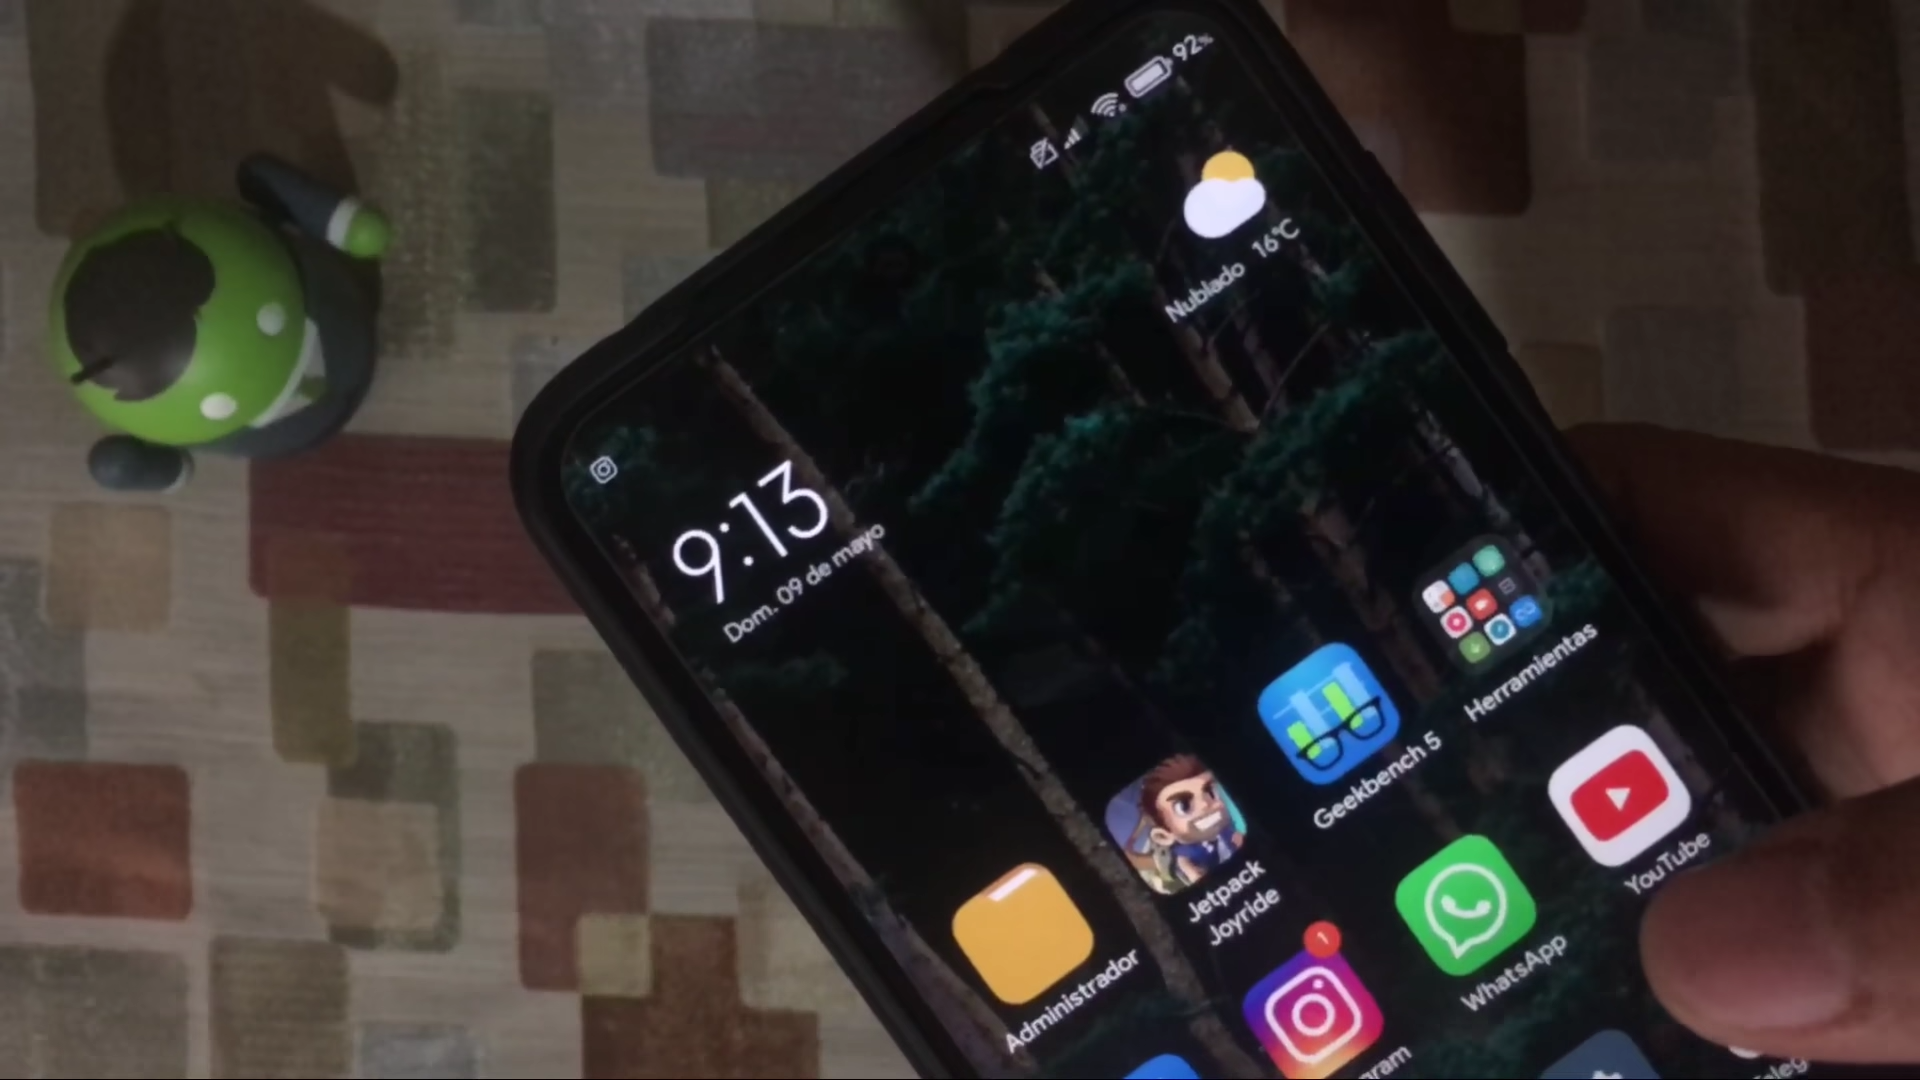 92%
Nublado 16°C
9:13
Dom. 09 de mayo
Herramientas
Geekbench 5
Jetpack
Joyride
YouTube
Administrador
1
WhatsApp